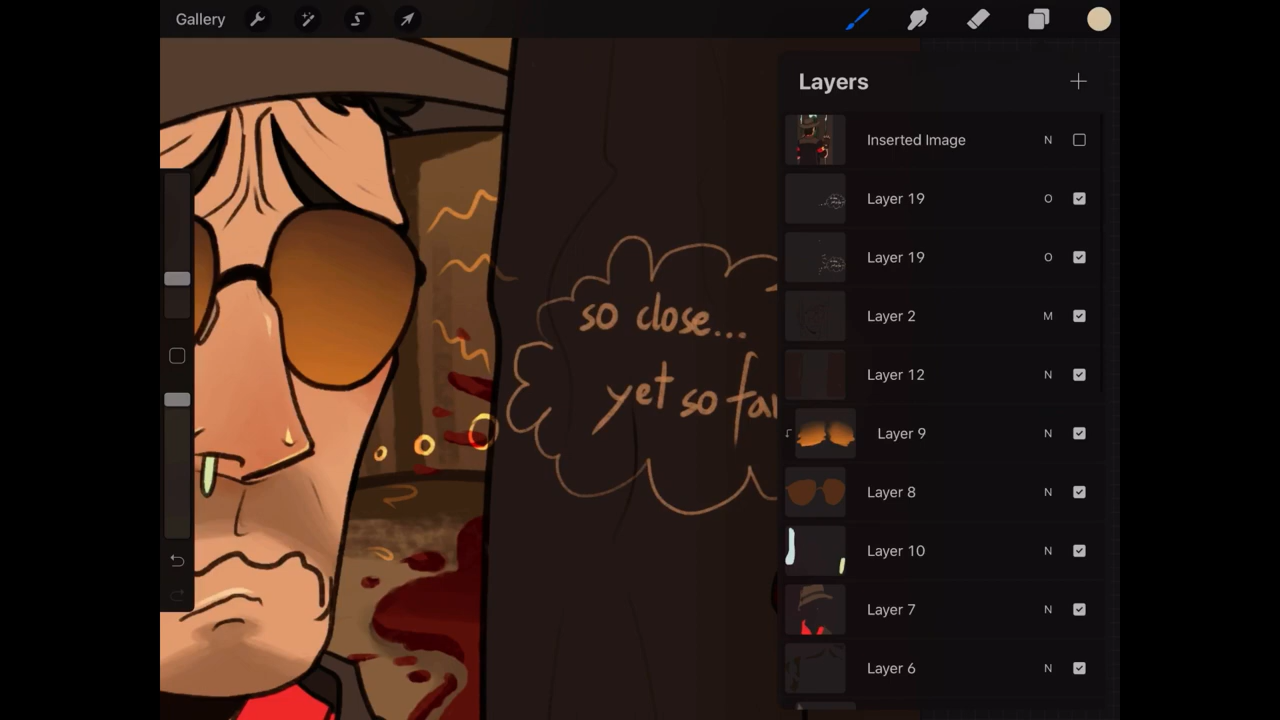 Gallery
Layers
Inserted Image N
Layer 19 O
Layer 19 O
Layer 2 M
Layer 12 N
Layer 9 N
Layer 8 N
Layer 10 N
Layer 7 N
Layer 6 N
so close...
yet so far